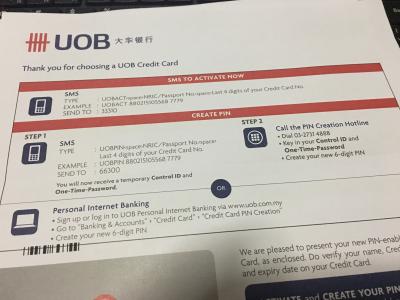 UOB 大华银行
Thank you for choosing a UOB Credit Card
SMS TO ACTIVATE NOW
SMS
TYPE : UOBACT<space>NRIC/Passport No<space>Last 4 digits of your Credit Card No.
EXAMPLE : UOBACT 880215105568 7779
SEND TO : 33310
CREATE PIN
STEP 1
SMS
TYPE : UOBPIN<space>NRIC/Passport No<space>
Last 4 digits of your Credit Card No.
EXAMPLE : UOBPIN 880215105568 7779
SEND TO : 66300
You will now receive a temporary Control ID and
One-Time-Password.
STEP 2
Call the PIN Creation Hotline
• Dial 03-2731 4888
• Key in your Control ID and
One-Time-Password
• Create your new 6-digit PIN
OR
Personal Internet Banking
• Sign up or log in to UOB Personal Internet Banking via www.uob.com.my
• Go to "Banking & Accounts" > "Credit Card" > "Credit Card PIN Creation"
• Create your new 6-digit PIN
We are pleased to present your new PIN-enabl
Card, as enclosed. Do verify your name, Cred
and expiry date on your Credit Card.
and CREATE your